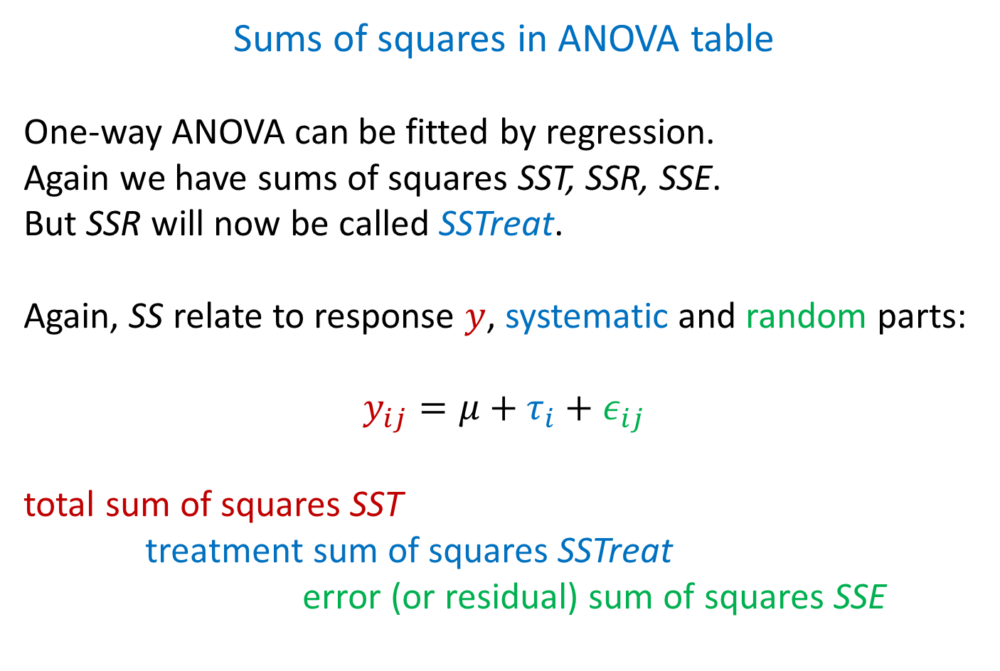 Sums of squares in ANOVA table
One-way ANOVA can be fitted by regression.
Again we have sums of squares SST, SSR, SSE.
But SSR will now be called SSTreat.
Again, SS relate to response y, systematic and random parts:
y_{ij} = μ + τ_i + ϵ_{ij}
total sum of squares SST
treatment sum of squares SSTreat
error (or residual) sum of squares SSE